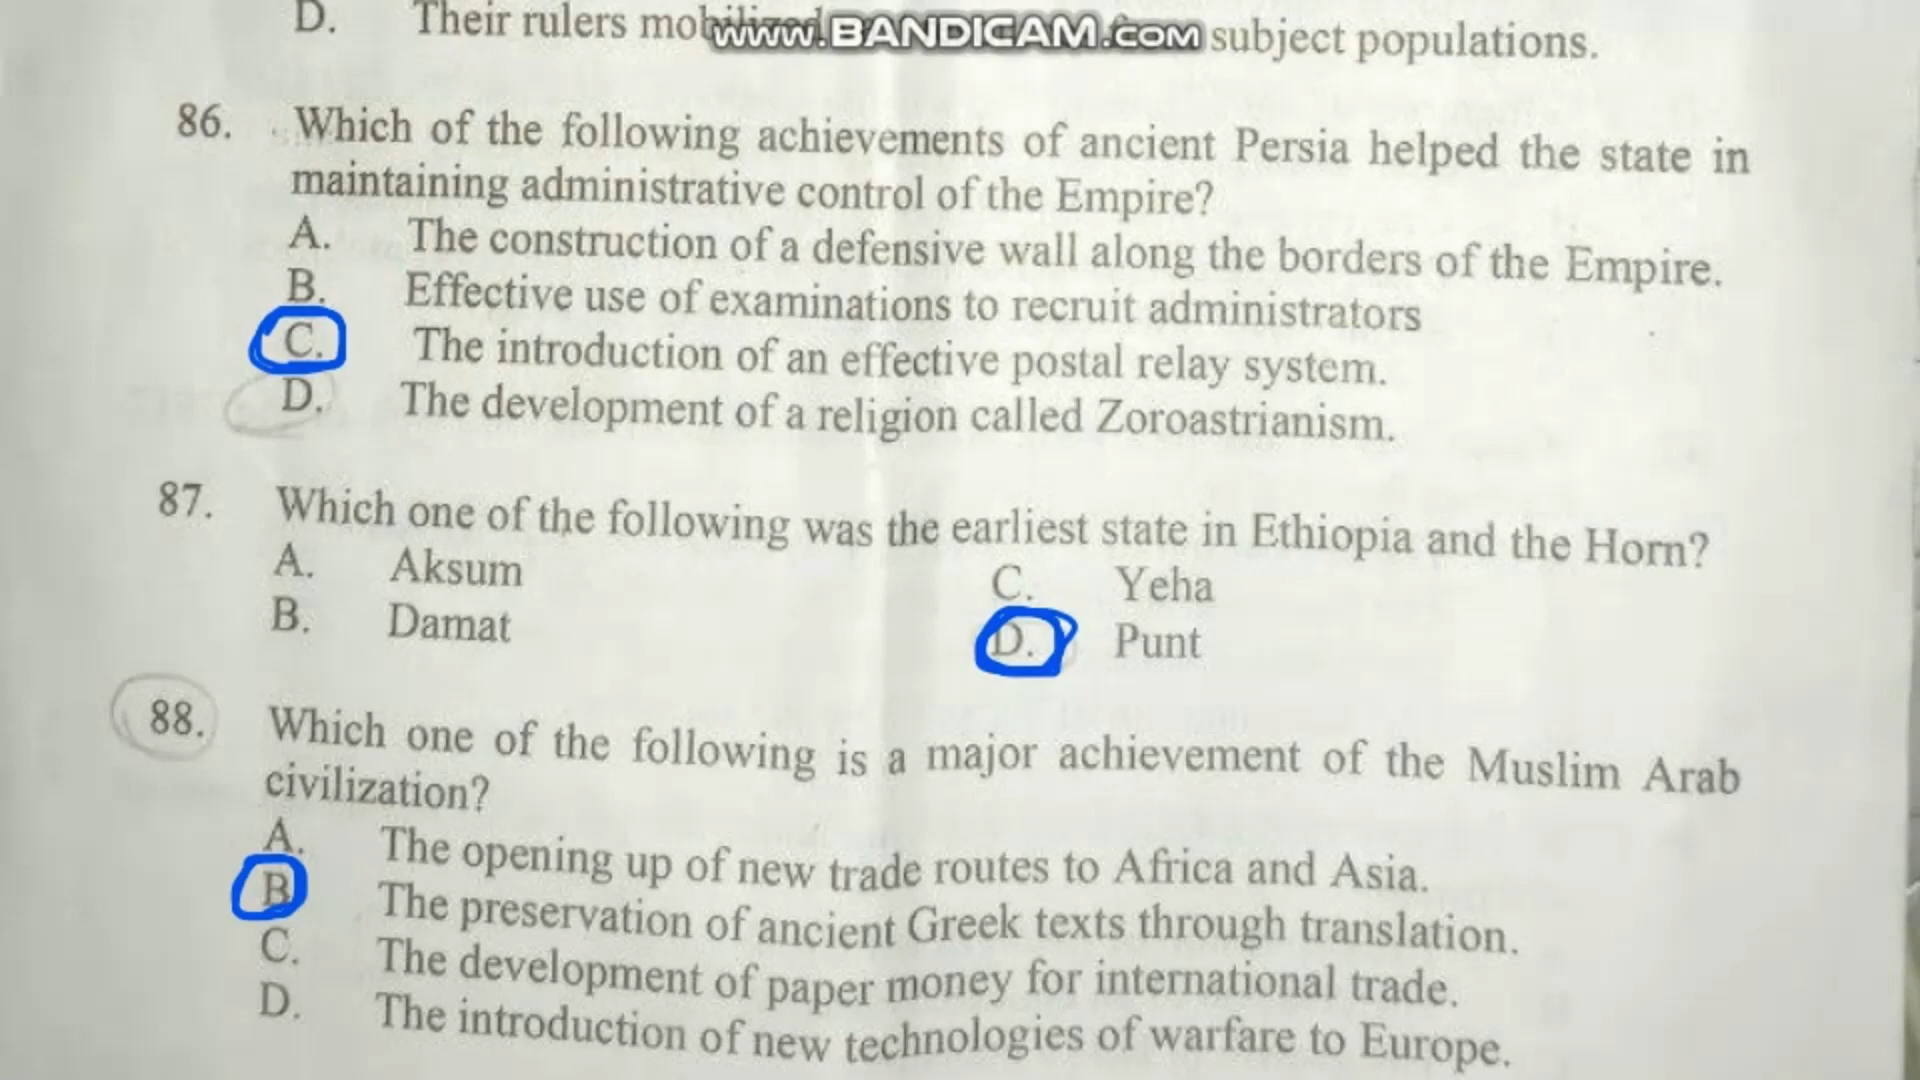 D. Their rulers mobilized www.BANDICAM.COM subject populations.
86. Which of the following achievements of ancient Persia helped the state in
maintaining administrative control of the Empire?
A. The construction of a defensive wall along the borders of the Empire.
B. Effective use of examinations to recruit administrators
C. The introduction of an effective postal relay system.
D. The development of a religion called Zoroastrianism.
87. Which one of the following was the earliest state in Ethiopia and the Horn?
A. Aksum C. Yeha
B. Damat D. Punt
88. Which one of the following is a major achievement of the Muslim Arab
civilization?
A. The opening up of new trade routes to Africa and Asia.
B The preservation of ancient Greek texts through translation.
C. The development of paper money for international trade.
D. The introduction of new technologies of warfare to Europe.